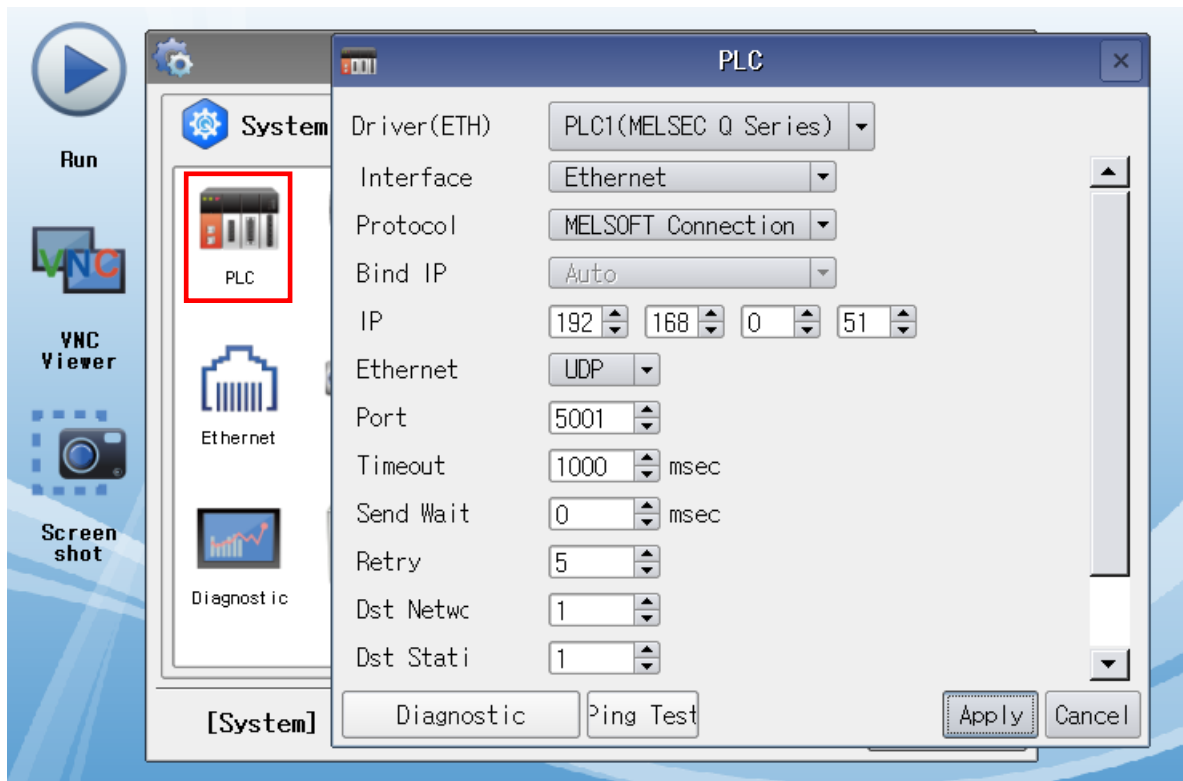 Run
VNC
VNC
Viewer
Screen
shot
System
PLC
Ethernet
Diagnostic
[System]
PLC
Driver(ETH) PLC1(MELSEC Q Series)
Interface Ethernet
Protocol MELSOFT Connection
Bind IP Auto
IP 192 168 0 51
Ethernet UDP
Port 5001
Timeout 1000 msec
Send Wait 0 msec
Retry 5
Dst Netwc 1
Dst Stati 1
Diagnostic Ping Test Apply Cancel